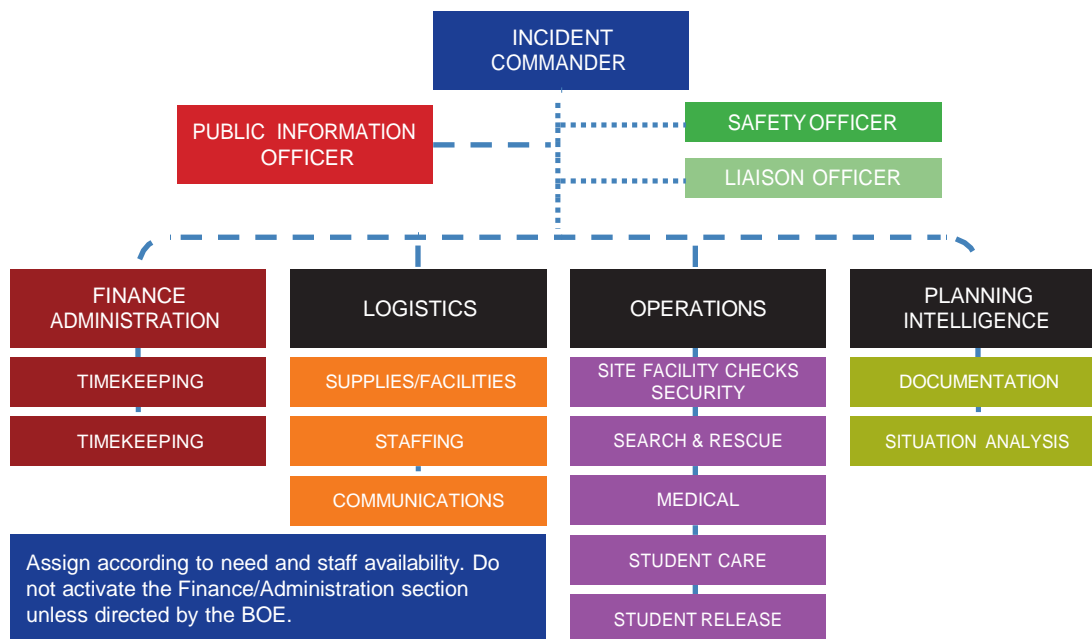 INCIDENT
COMMANDER
PUBLIC INFORMATION
OFFICER
SAFETY OFFICER
LIAISON OFFICER
FINANCE
ADMINISTRATION
TIMEKEEPING
TIMEKEEPING
LOGISTICS
SUPPLIES/FACILITIES
STAFFING
COMMUNICATIONS
OPERATIONS
SITE FACILITY CHECKS
SECURITY
SEARCH & RESCUE
MEDICAL
STUDENT CARE
STUDENT RELEASE
PLANNING
INTELLIGENCE
DOCUMENTATION
SITUATION ANALYSIS
Assign according to need and staff availability. Do
not activate the Finance/Administration section
unless directed by the BOE.